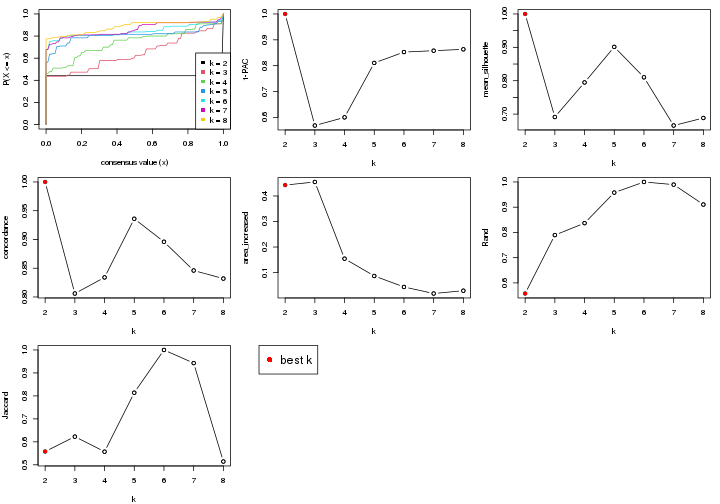 P(X <= x)
0.0 0.2 0.4 0.6 0.8 1.0
0.0 0.2 0.4 0.6 0.8 1.0
consensus value (x)
k = 2
k = 3
k = 4
k = 5
k = 6
k = 7
k = 8
1-PAC
0.6 0.7 0.8 0.9 1.0
2 3 4 5 6 7 8
k
mean_silhouette
0.70 0.80 0.90 1.00
2 3 4 5 6 7 8
k
concordance
0.80 0.85 0.90 0.95 1.00
2 3 4 5 6 7 8
k
area_increased
0.1 0.2 0.3 0.4
2 3 4 5 6 7 8
k
Rand
0.6 0.7 0.8 0.9 1.0
2 3 4 5 6 7 8
k
Jaccard
0.5 0.6 0.7 0.8 0.9 1.0
2 3 4 5 6 7 8
k
best k